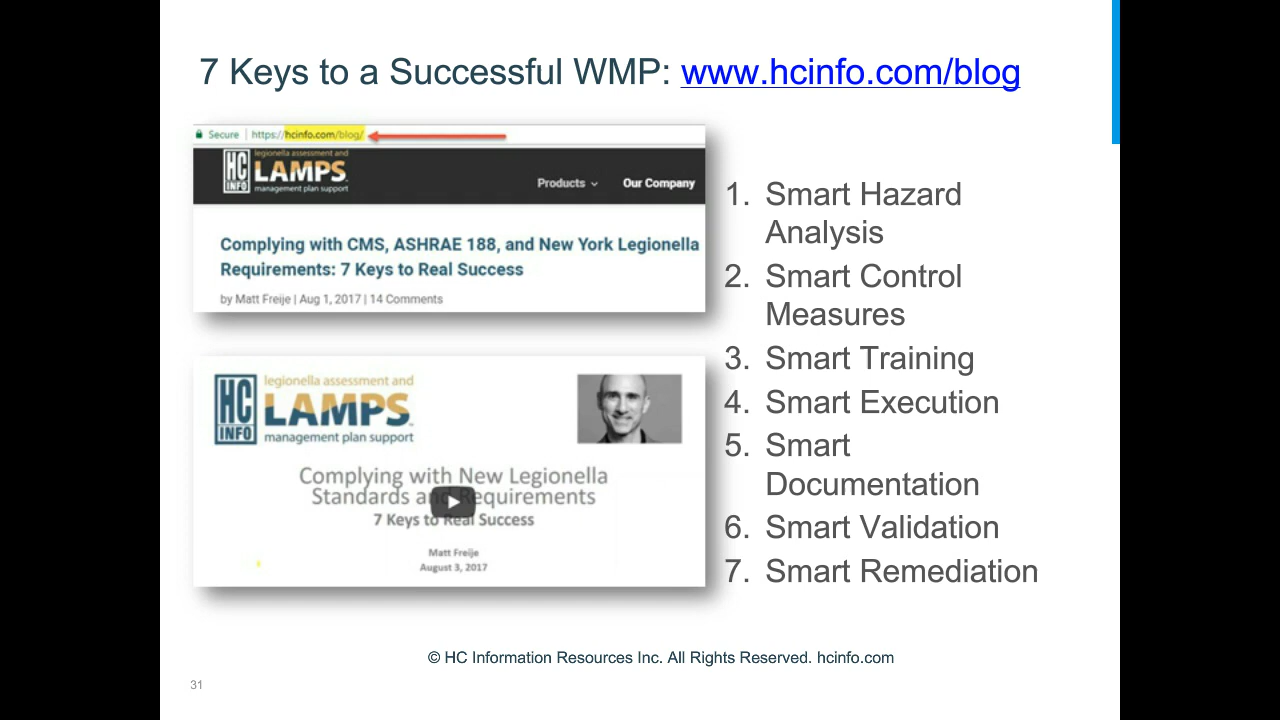 7 Keys to a Successful WMP: www.hcinfo.com/blog
Secure | https://hcinfo.com/blog/
HC INFO
legionella assessment and
LAMPS
management plan support
Products
Our Company
Complying with CMS, ASHRAE 188, and New York Legionella
Requirements: 7 Keys to Real Success
by Matt Freije | Aug 1, 2017 | 14 Comments
HC INFO
legionella assessment and
LAMPS
management plan support
Complying with New Legionella
Standards and Requirements
7 Keys to Real Success
Matt Freije
August 3, 2017
1. Smart Hazard
Analysis
2. Smart Control
Measures
3. Smart Training
4. Smart Execution
5. Smart
Documentation
6. Smart Validation
7. Smart Remediation
© HC Information Resources Inc. All Rights Reserved. hcinfo.com
31